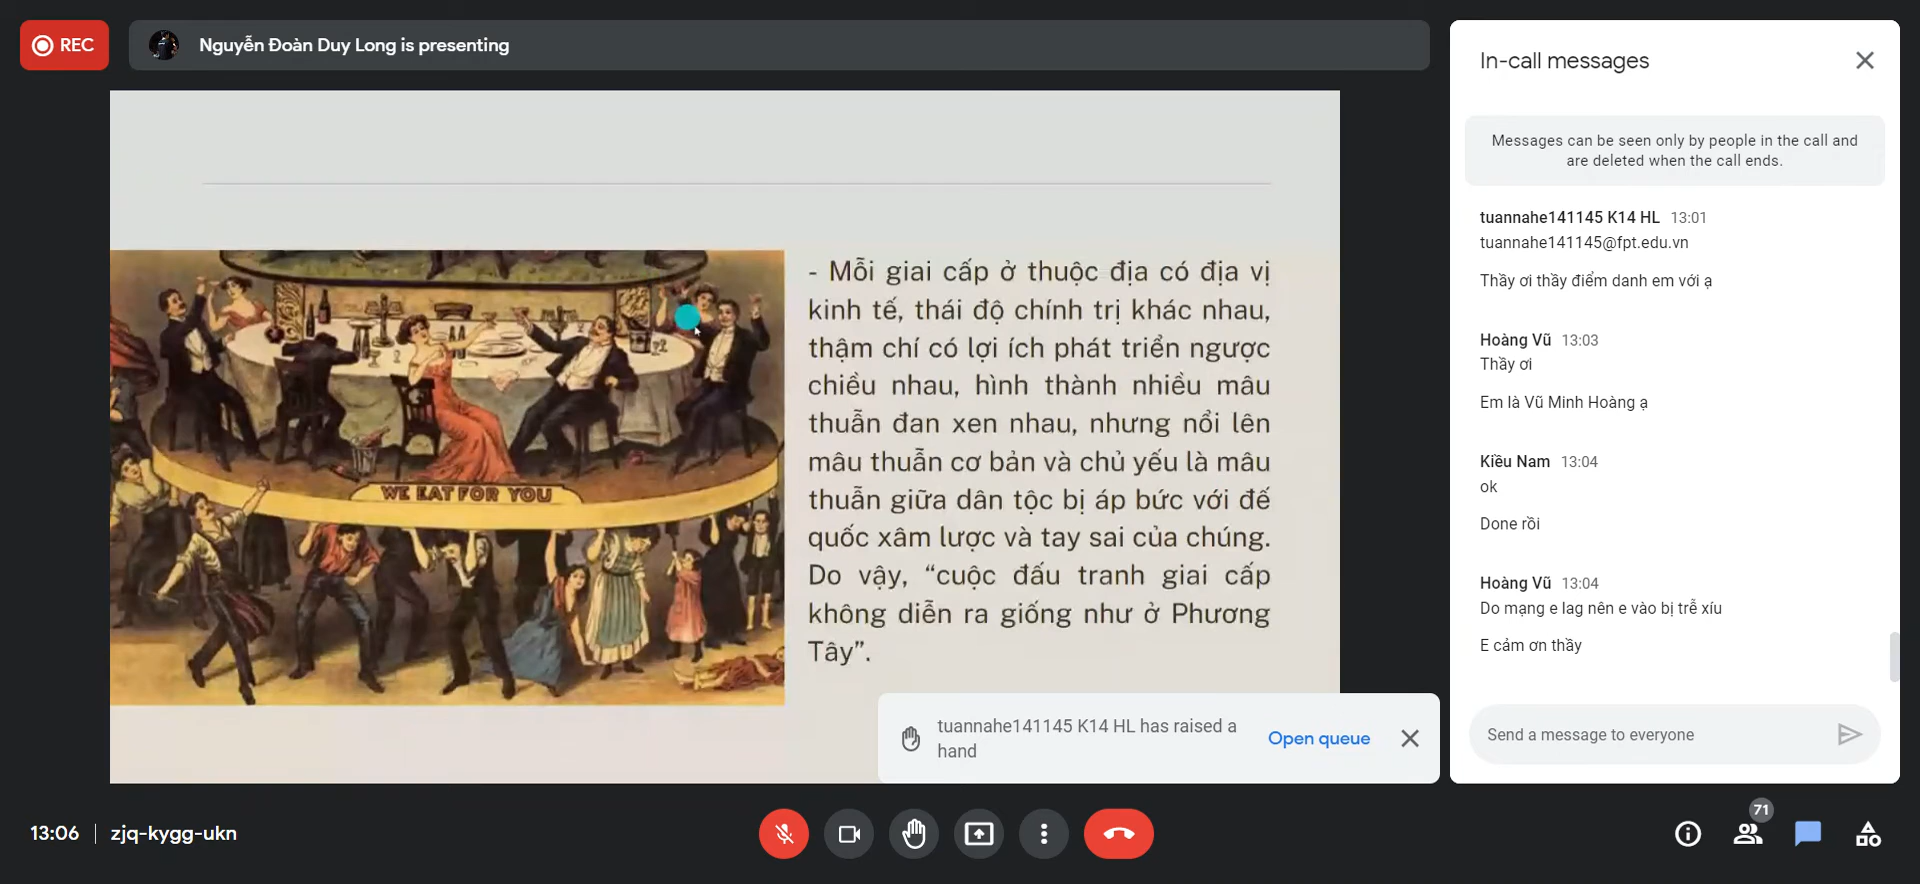 REC
Nguyễn Đoàn Duy Long is presenting
In-call messages
Messages can be seen only by people in the call and
are deleted when the call ends.
tuannahe141145 K14 HL 13:01
tuannahe141145@fpt.edu.vn
Thầy ơi thầy điểm danh em với ạ
Hoàng Vũ 13:03
Thầy ơi
Em là Vũ Minh Hoàng ạ
Kiều Nam 13:04
ok
Done rồi
Hoàng Vũ 13:04
Do mạng e lag nên e vào bị trễ xíu
E cảm ơn thầy
Send a message to everyone
WE EAT FOR YOU
- Mỗi giai cấp ở thuộc địa có địa vị
kinh tế, thái độ chính trị khác nhau,
thậm chí có lợi ích phát triển ngược
chiều nhau, hình thành nhiều mâu
thuẫn đan xen nhau, nhưng nổi lên
mâu thuẫn cơ bản và chủ yếu là mâu
thuẫn giữa dân tộc bị áp bức với đế
quốc xâm lược và tay sai của chúng.
Do vậy, “cuộc đấu tranh giai cấp
không diễn ra giống như ở Phương
Tây”.
tuannahe141145 K14 HL has raised a
hand
Open queue
13:06 | zjq-kygg-ukn
71